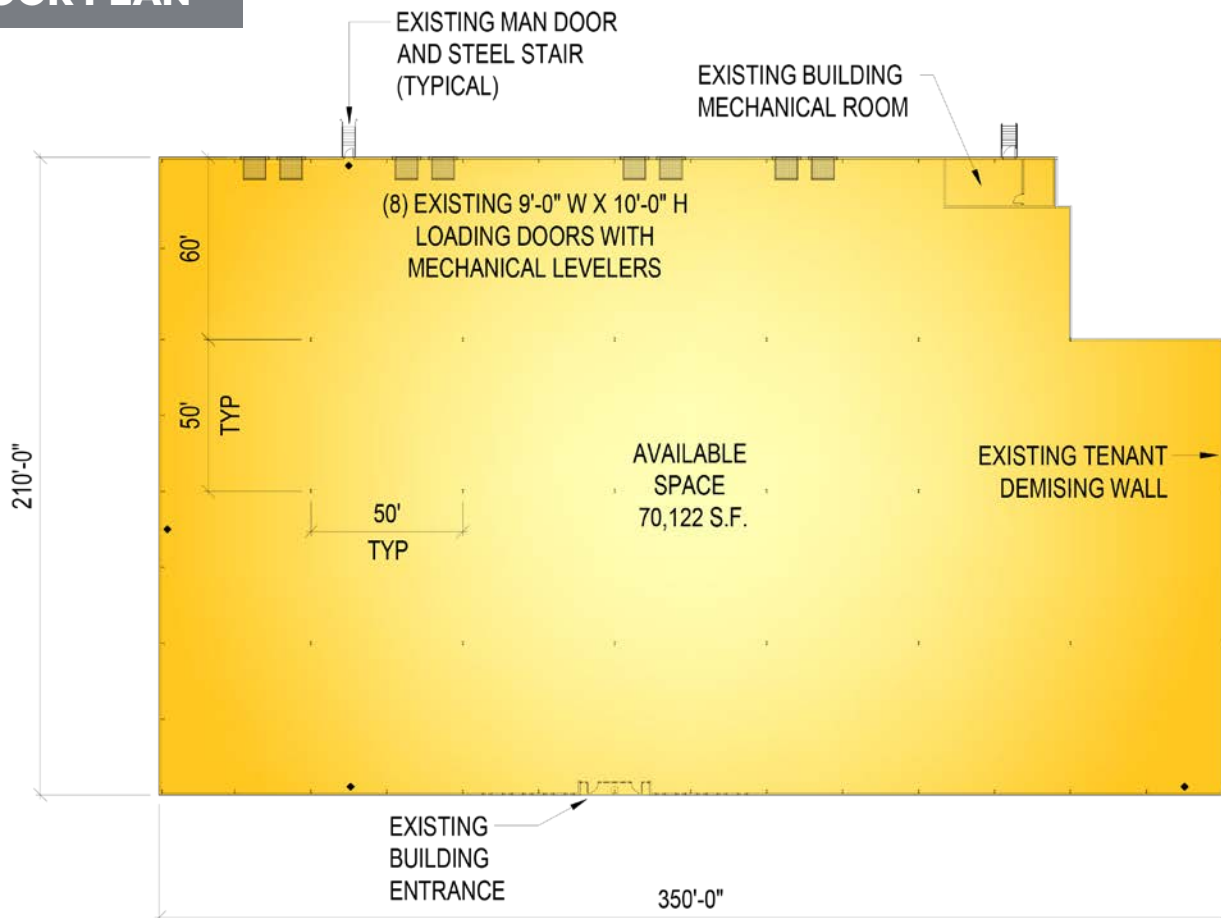 EXISTING MAN DOOR
AND STEEL STAIR
(TYPICAL)
EXISTING BUILDING
MECHANICAL ROOM
(8) EXISTING 9'-0" W X 10'-0" H
LOADING DOORS WITH
MECHANICAL LEVELERS
60'
50'
TYP
210'-0"
AVAILABLE
SPACE
70,122 S.F.
EXISTING TENANT
DEMISING WALL
50'
TYP
EXISTING
BUILDING
ENTRANCE
350'-0"